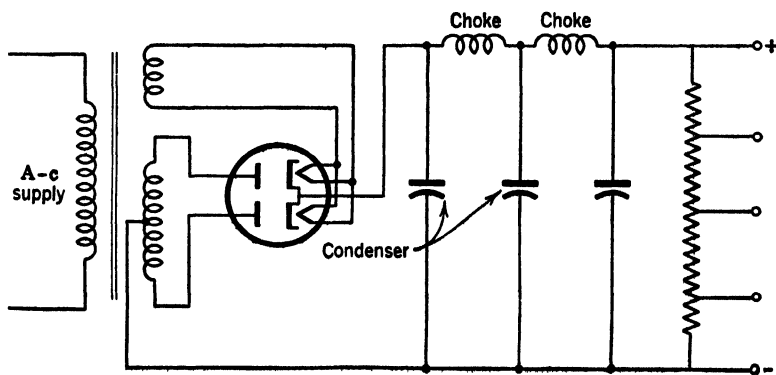 Choke Choke
+
A-c
supply
Condenser
-